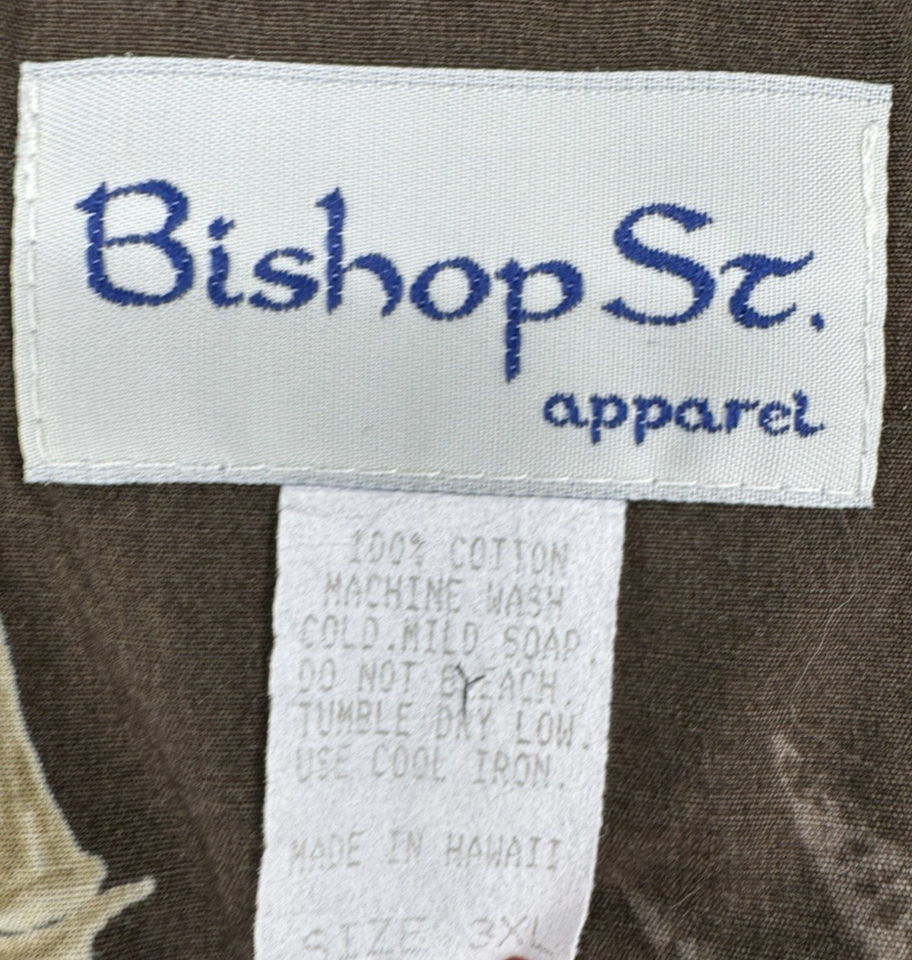 Bishop St.
apparel
100% COTTON
MACHINE WASH
COLD.MILD SOAP.
DO NOT BLEACH.
TUMBLE DRY LOW.
USE COOL IRON.
MADE IN HAWAII
SIZE 3XL